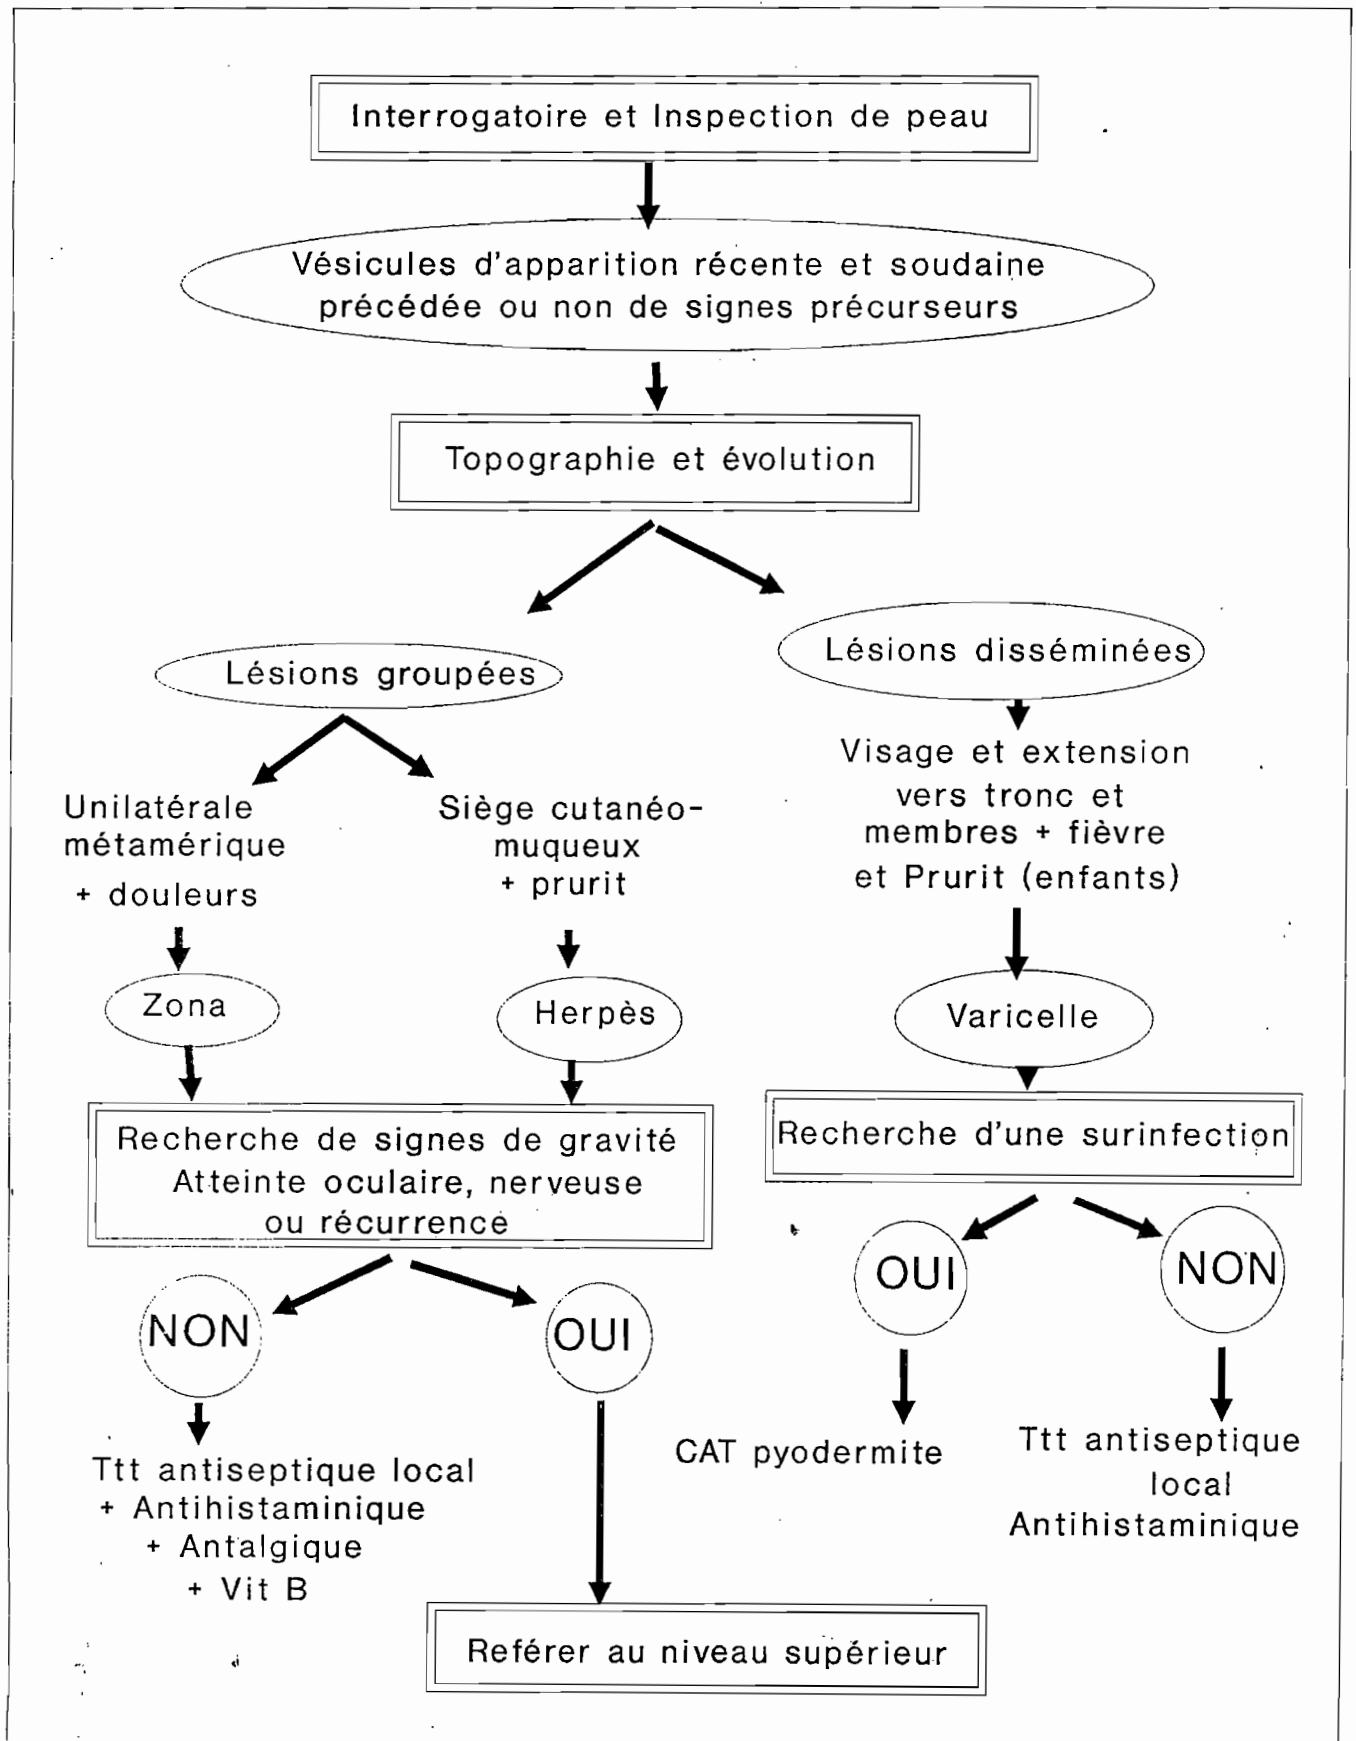 Interrogatoire et Inspection de peau
Vésicules d'apparition récente et soudaine
précédée ou non de signes précurseurs
Topographie et évolution
Lésions groupées
Lésions disséminées
Unilatérale
métamérique
+ douleurs
Siège cutanéo-
muqueux
+ prurit
Visage et extension
vers tronc et
membres + fièvre
et Prurit (enfants)
Zona
Herpès
Varicelle
Recherche de signes de gravité
Atteinte oculaire, nerveuse
ou récurrence
Recherche d'une surinfection
NON
OUI
OUI
NON
Ttt antiseptique local
+ Antihistaminique
+ Antalgique
+ Vit B
CAT pyodermite
Ttt antiseptique
local
Antihistaminique
Reférer au niveau supérieur